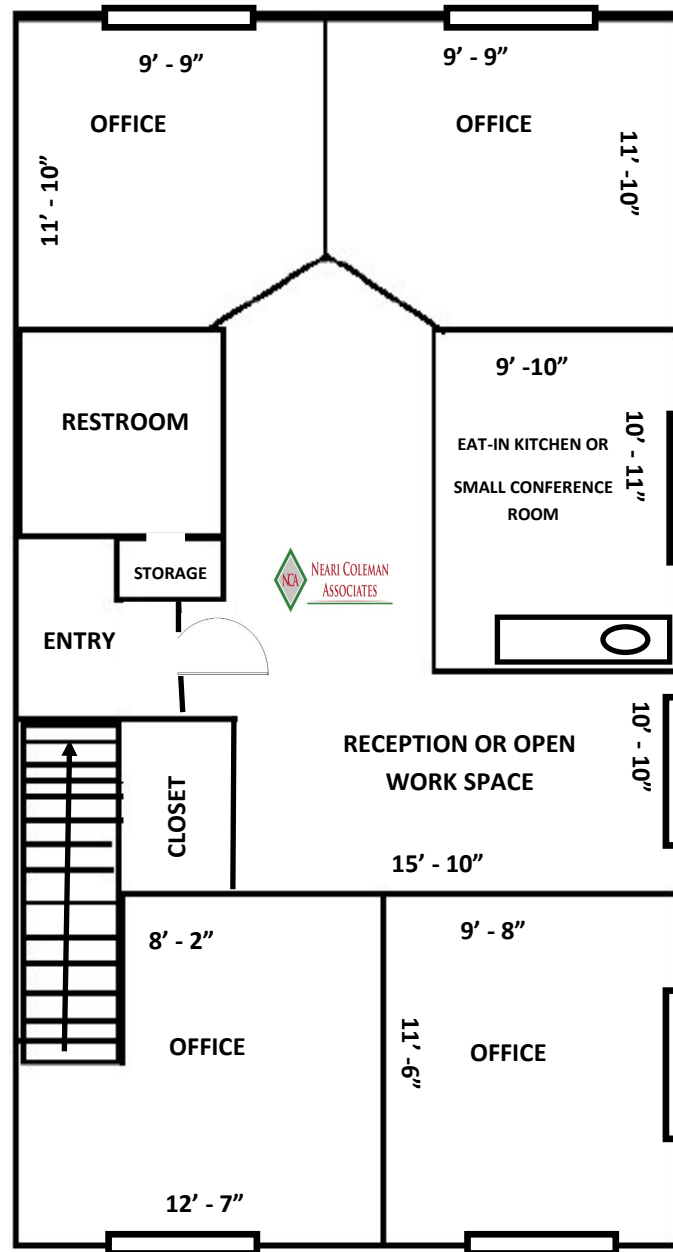 9’ - 9”
9’ - 9”
OFFICE
OFFICE
11’ - 10”
11’ -10”
9’ -10”
RESTROOM
EAT-IN KITCHEN OR
SMALL CONFERENCE
ROOM
10’ - 11”
STORAGE
NCA
NEARI COLEMAN
ASSOCIATES
ENTRY
RECEPTION OR OPEN
WORK SPACE
10’ - 10”
CLOSET
15’ - 10”
8’ - 2”
9’ - 8”
OFFICE
11’ -6”
OFFICE
12’ - 7”